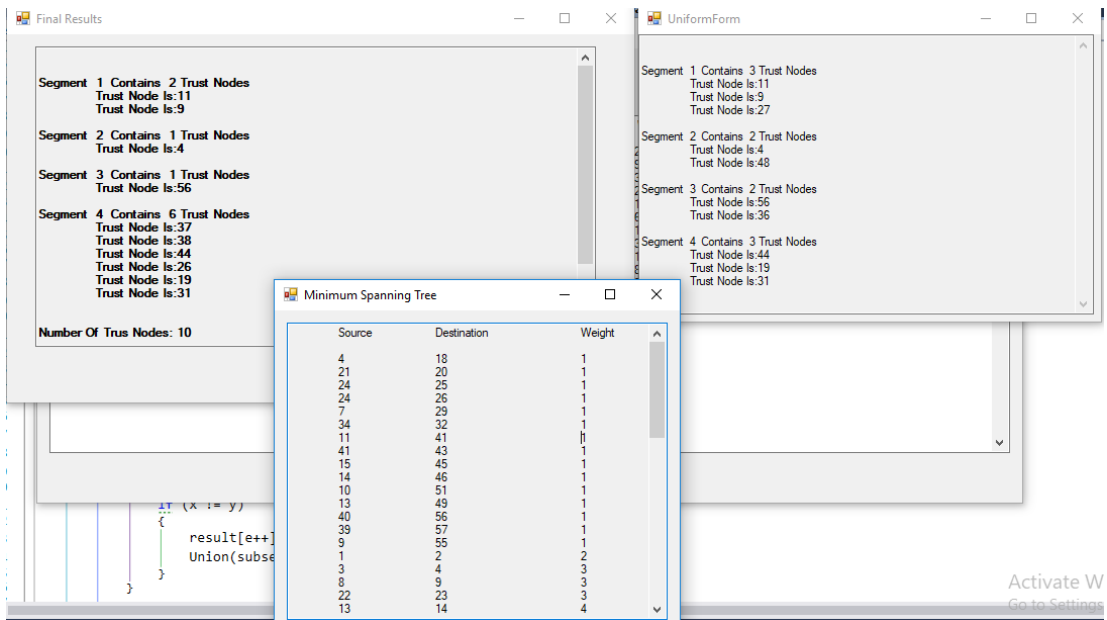 Final Results
Segment 1 Contains 2 Trust Nodes
Trust Node Is:11
Trust Node Is:9
Segment 2 Contains 1 Trust Nodes
Trust Node Is:4
Segment 3 Contains 1 Trust Nodes
Trust Node Is:56
Segment 4 Contains 6 Trust Nodes
Trust Node Is:37
Trust Node Is:38
Trust Node Is:44
Trust Node Is:26
Trust Node Is:19
Trust Node Is:31
Number Of Trus Nodes: 10
UniformForm
Segment 1 Contains 3 Trust Nodes
Trust Node Is:11
Trust Node Is:9
Trust Node Is:27
Segment 2 Contains 2 Trust Nodes
Trust Node Is:4
Trust Node Is:48
Segment 3 Contains 2 Trust Nodes
Trust Node Is:56
Trust Node Is:36
Segment 4 Contains 3 Trust Nodes
Trust Node Is:44
Trust Node Is:19
Trust Node Is:31
Minimum Spanning Tree
Source Destination Weight
4 18 1
21 20 1
24 25 1
24 26 1
7 29 1
34 32 1
11 41 1
41 43 1
15 45 1
14 46 1
10 51 1
13 49 1
40 56 1
39 57 1
9 55 1
1 2 2
3 4 3
8 9 3
22 23 3
13 14 4
if (x != y)
{
result[e++]
Union(subse
}
}
Activate W
Go to Settings